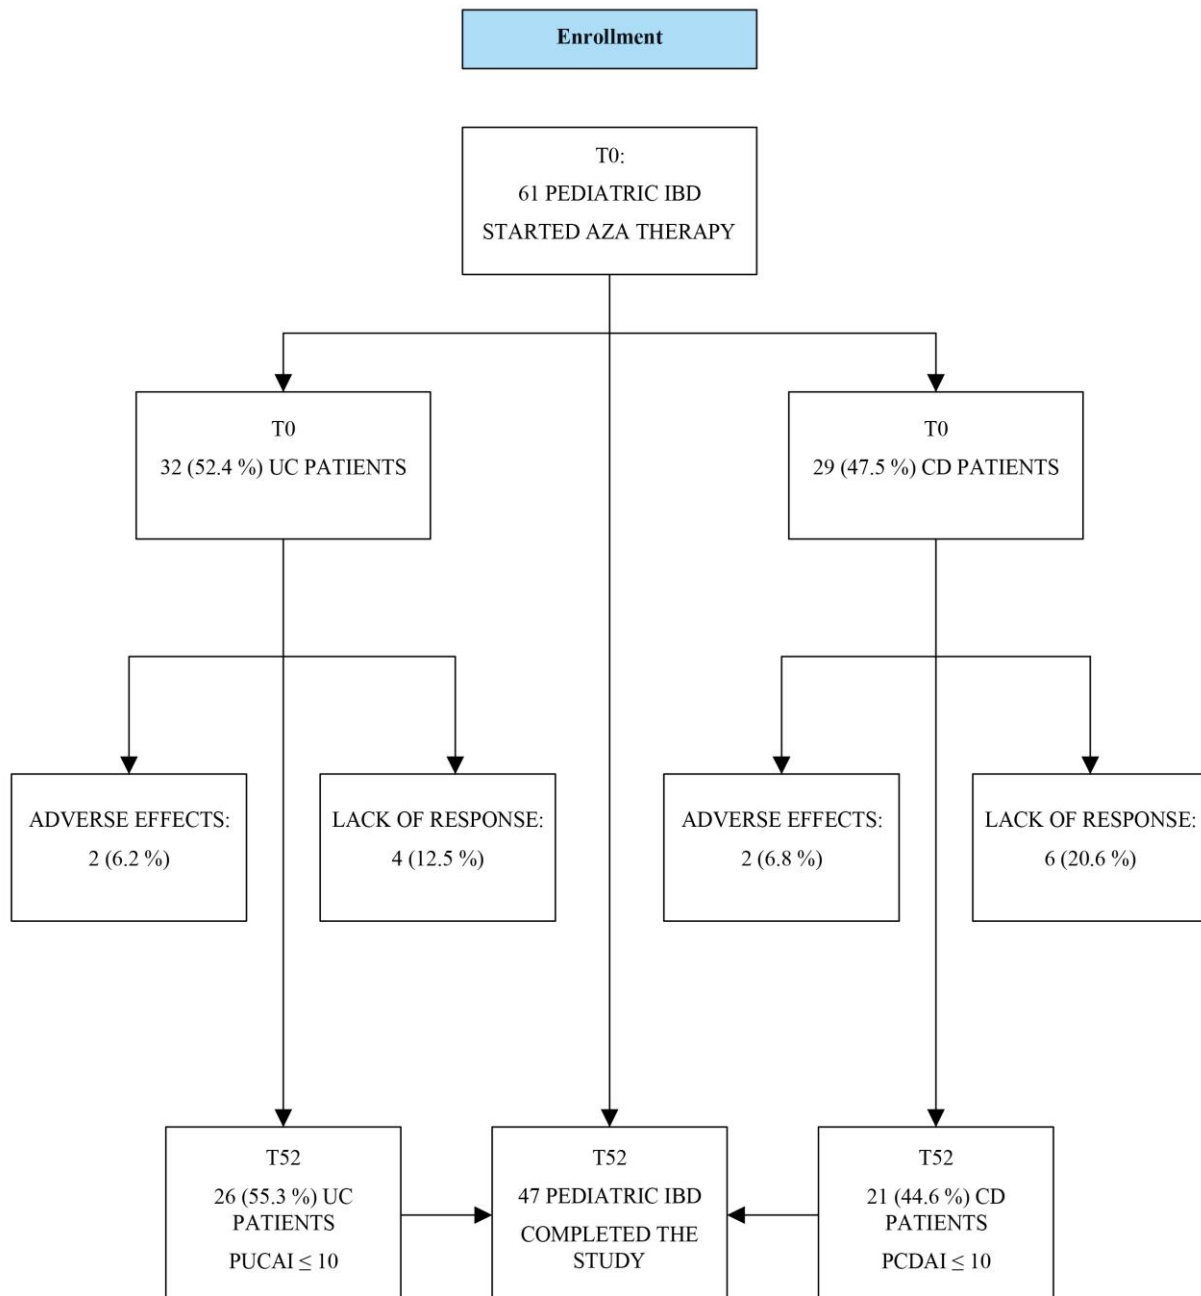 Enrollment
T0:
61 PEDIATRIC IBD
STARTED AZA THERAPY
T0
32 (52.4 %) UC PATIENTS
T0
29 (47.5 %) CD PATIENTS
ADVERSE EFFECTS:
2 (6.2 %)
LACK OF RESPONSE:
4 (12.5 %)
ADVERSE EFFECTS:
2 (6.8 %)
LACK OF RESPONSE:
6 (20.6 %)
T52
26 (55.3 %) UC
PATIENTS
PUCAI ≤ 10
T52
47 PEDIATRIC IBD
COMPLETED THE
STUDY
T52
21 (44.6 %) CD
PATIENTS
PCDAI ≤ 10